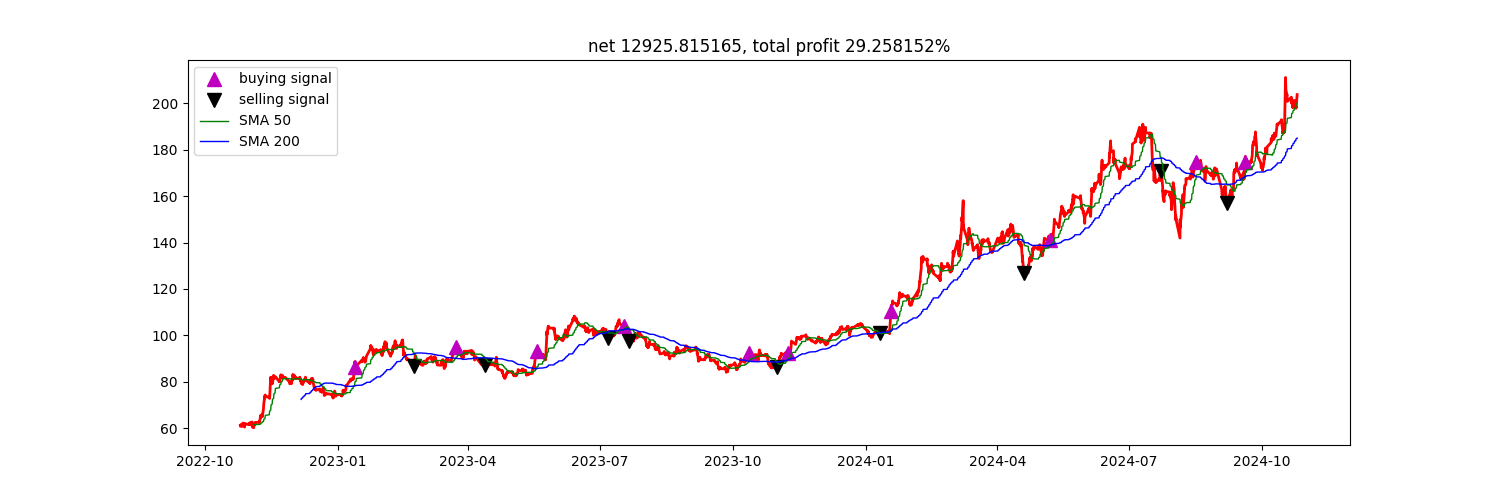 net 12925.815165, total profit 29.258152%
buying signal
selling signal
SMA 50
SMA 200
200
180
160
140
120
100
80
60
2022-10 2023-01 2023-04 2023-07 2023-10 2024-01 2024-04 2024-07 2024-10